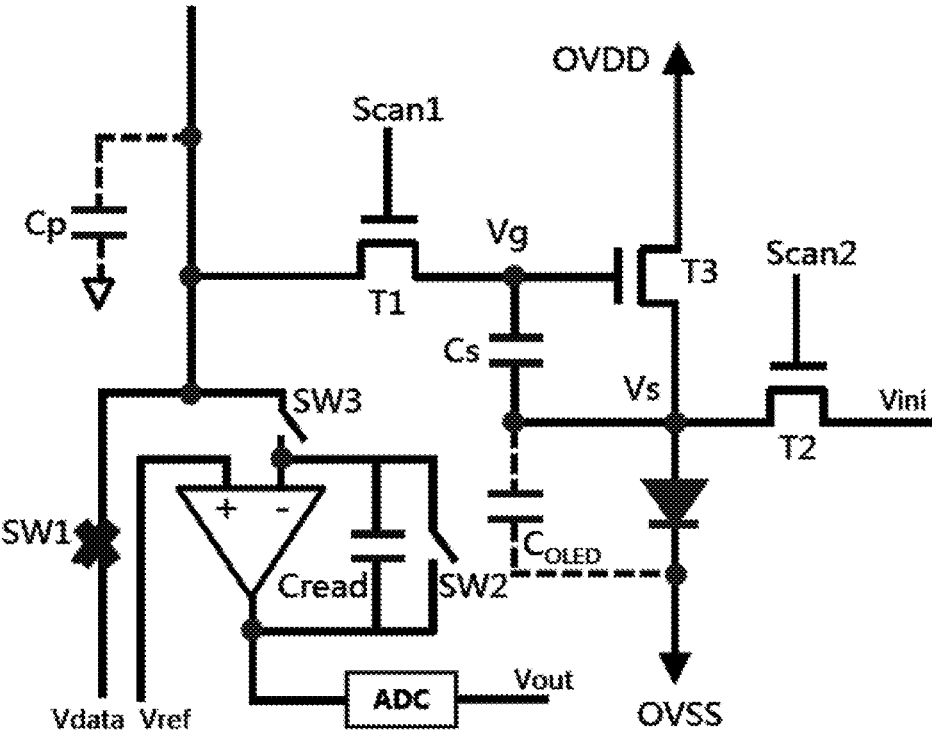 OVDD
Scan1
Cp
Vg
Scan2
T3
T1
Cs
Vs
Vini
SW3
T2
+ -
SW1
COLED
Cread
SW2
ADC
Vout
Vdata Vref
OVSS